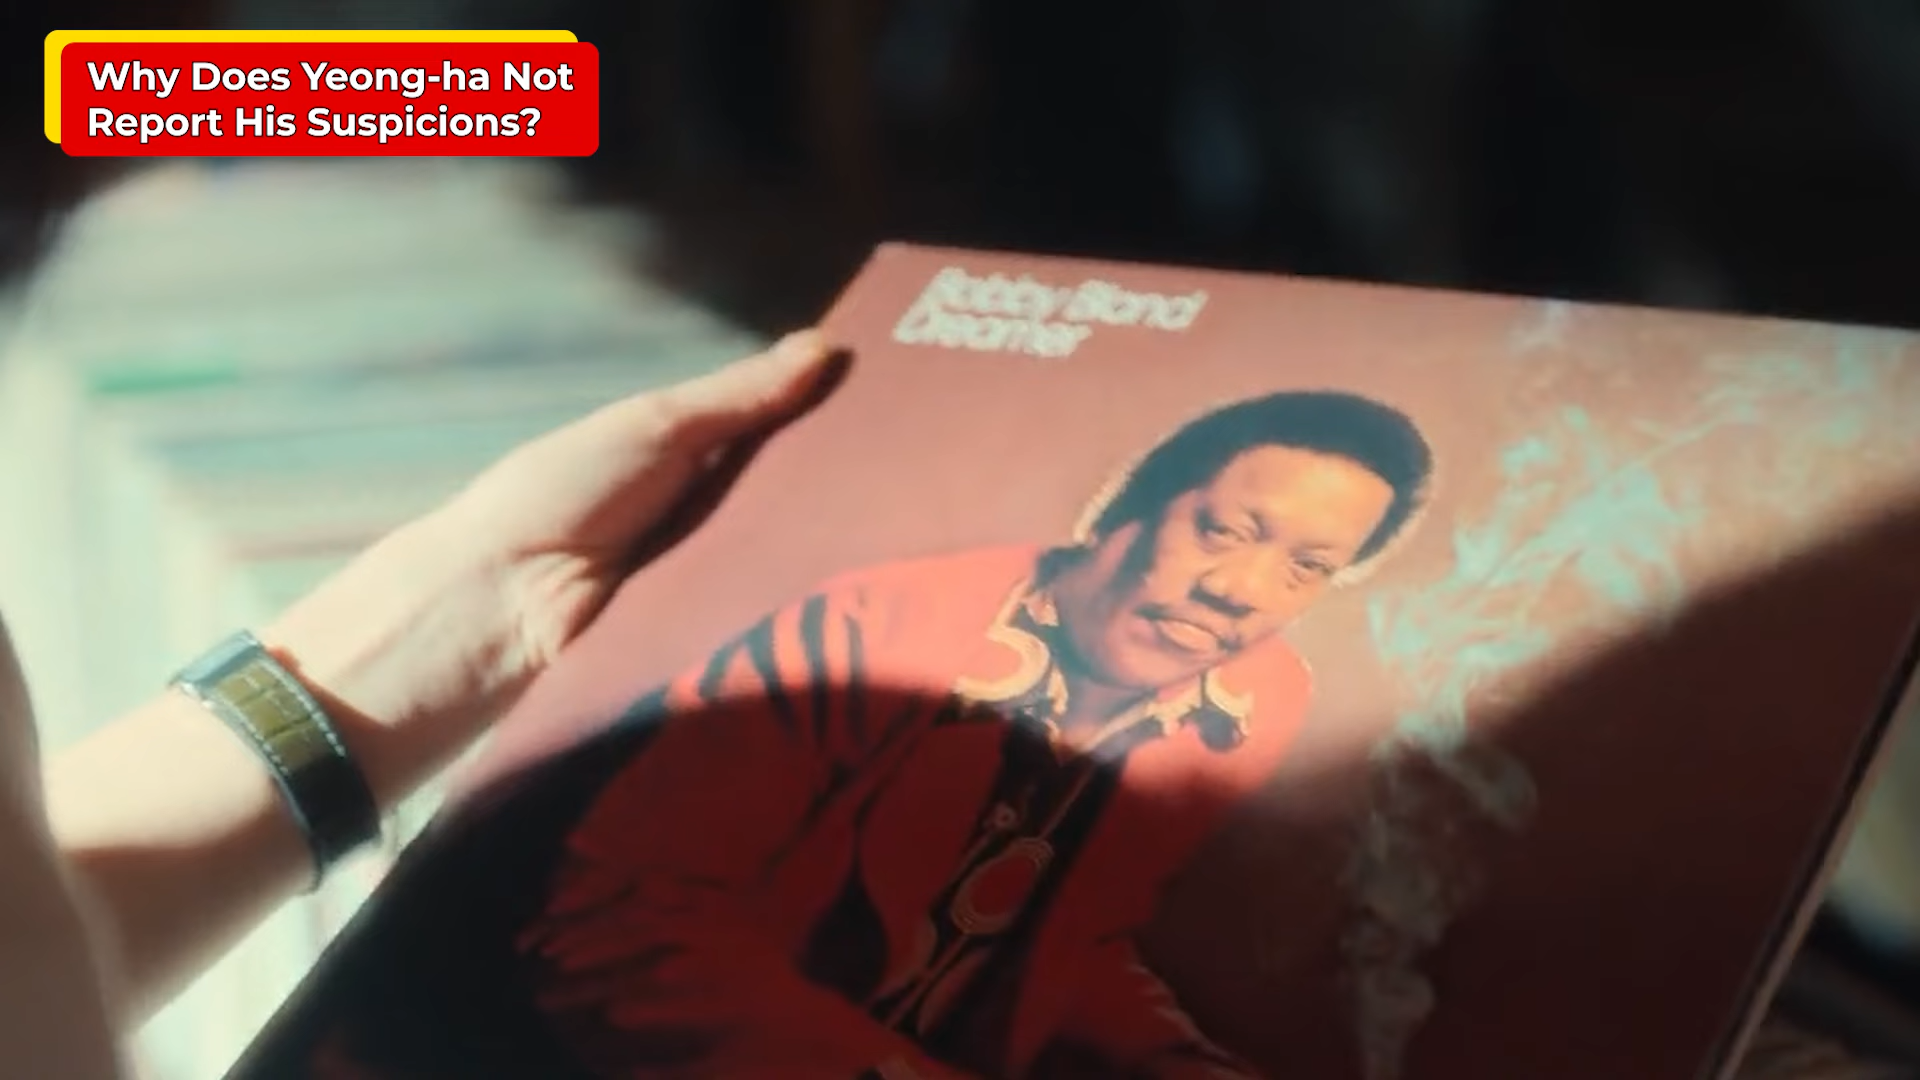 Why Does Yeong-ha Not
Report His Suspicions?
Bobby Bland
Dreamer